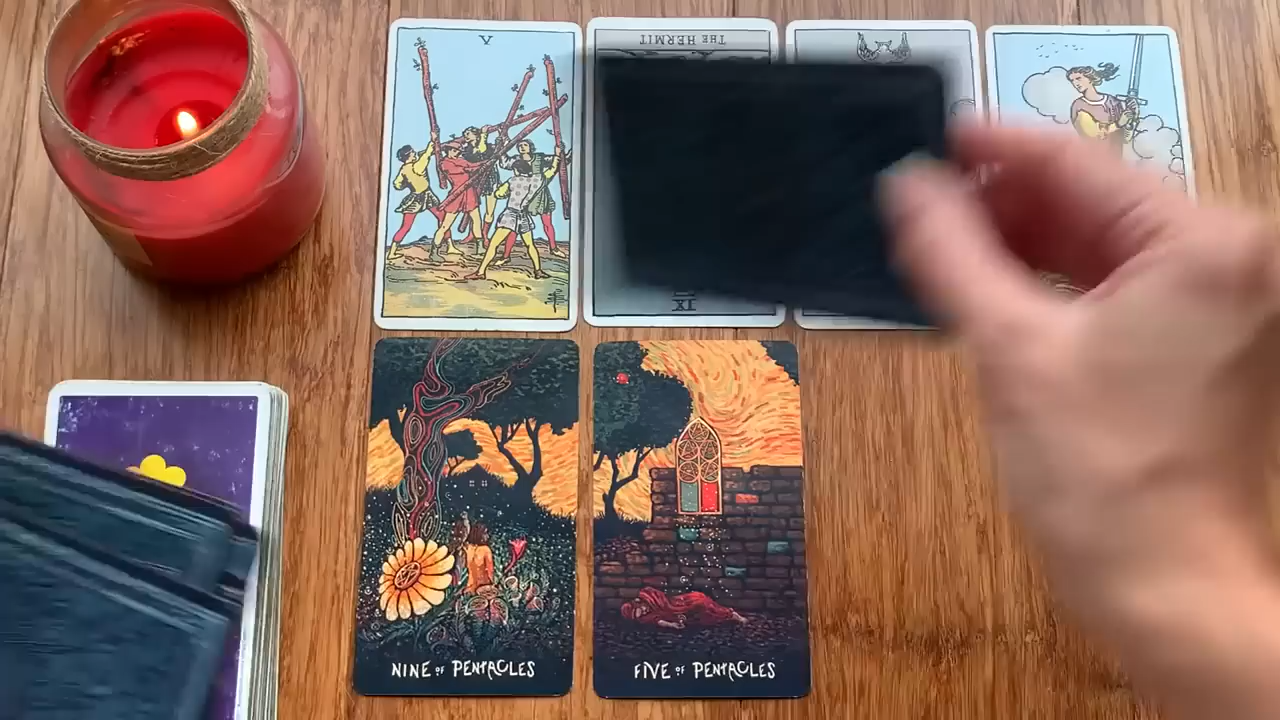 V
THE HERMIT
IX
NINE OF PENTACLES
FIVE OF PENTACLES